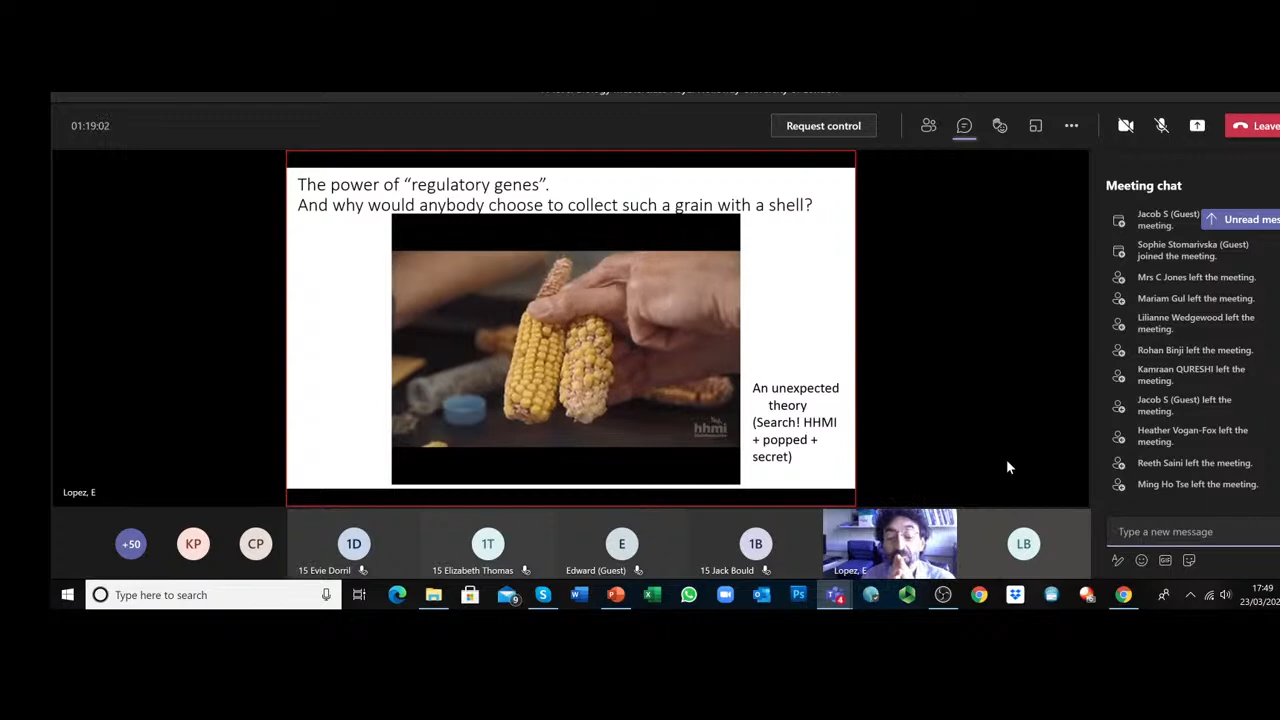 01:19:02
Request control
Leave
The power of “regulatory genes”.
And why would anybody choose to collect such a grain with a shell?
An unexpected
theory
(Search! HHMI
+ popped +
secret)
hhmi
Lopez, E
Meeting chat
Jacob S (Guest)
meeting.
Unread mes
Sophie Stomarivska (Guest)
joined the meeting.
Mrs C Jones left the meeting.
Mariam Gul left the meeting.
Lilianne Wedgewood left the
meeting.
Rohan Binji left the meeting.
Kamraan QURESHI left the
meeting.
Jacob S (Guest) left the
meeting.
Heather Vogan-Fox left the
meeting.
Reeth Saini left the meeting.
Ming Ho Tse left the meeting.
Type a new message
GIF
+50
KP
CP
1D
1T
E
1B
LB
15 Evie Dorril
15 Elizabeth Thomas
Edward (Guest)
15 Jack Bould
Lopez, E
Type here to search
9
4
17:49
23/03/202